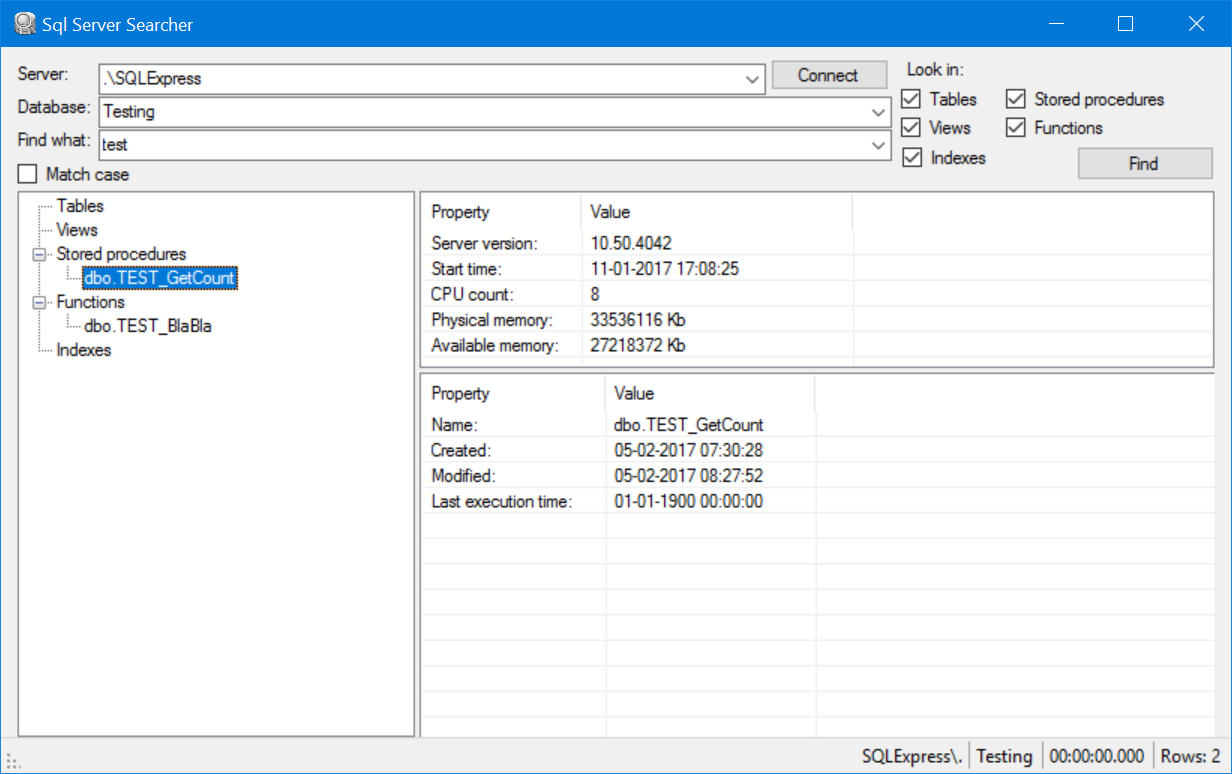 Sql Server Searcher
Server: .\SQLExpress Connect Look in:
Database: Testing Tables Stored procedures
Find what: test Views Functions
Indexes Find
Match case
Tables
Views
Stored procedures
dbo.TEST_GetCount
Functions
dbo.TEST_BlaBla
Indexes
Property Value
Server version: 10.50.4042
Start time: 11-01-2017 17:08:25
CPU count: 8
Physical memory: 33536116 Kb
Available memory: 27218372 Kb
Property Value
Name: dbo.TEST_GetCount
Created: 05-02-2017 07:30:28
Modified: 05-02-2017 08:27:52
Last execution time: 01-01-1900 00:00:00
SQLExpress\. Testing 00:00:00.000 Rows: 2